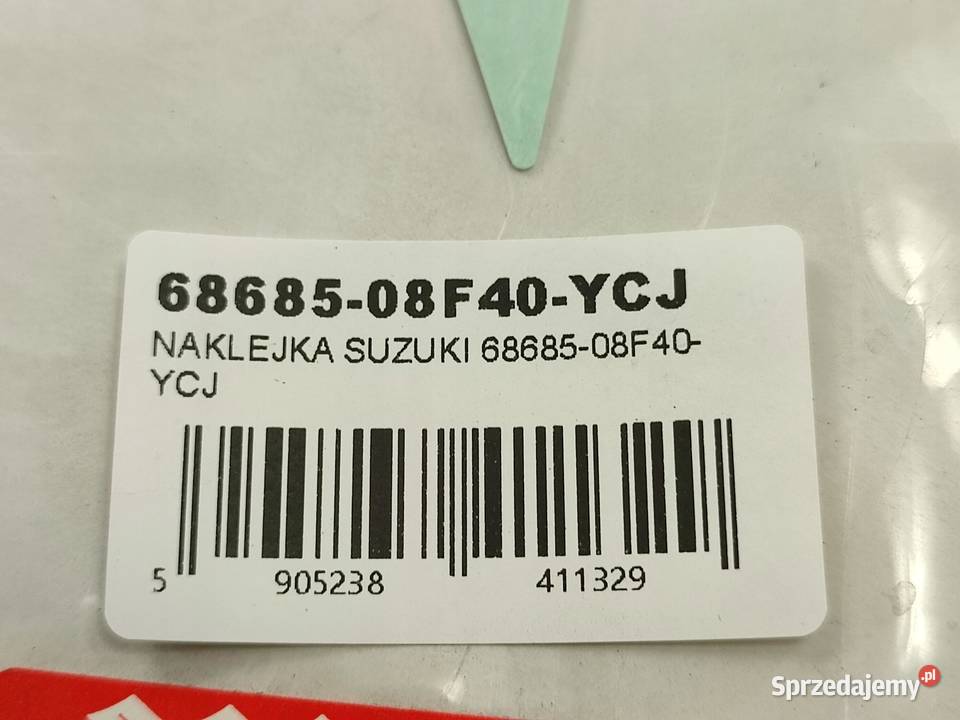 68685-08F40-YCJ
NAKLEJKA SUZUKI 68685-08F40-
YCJ
5 905238 411329
Sprzedajemy.pl